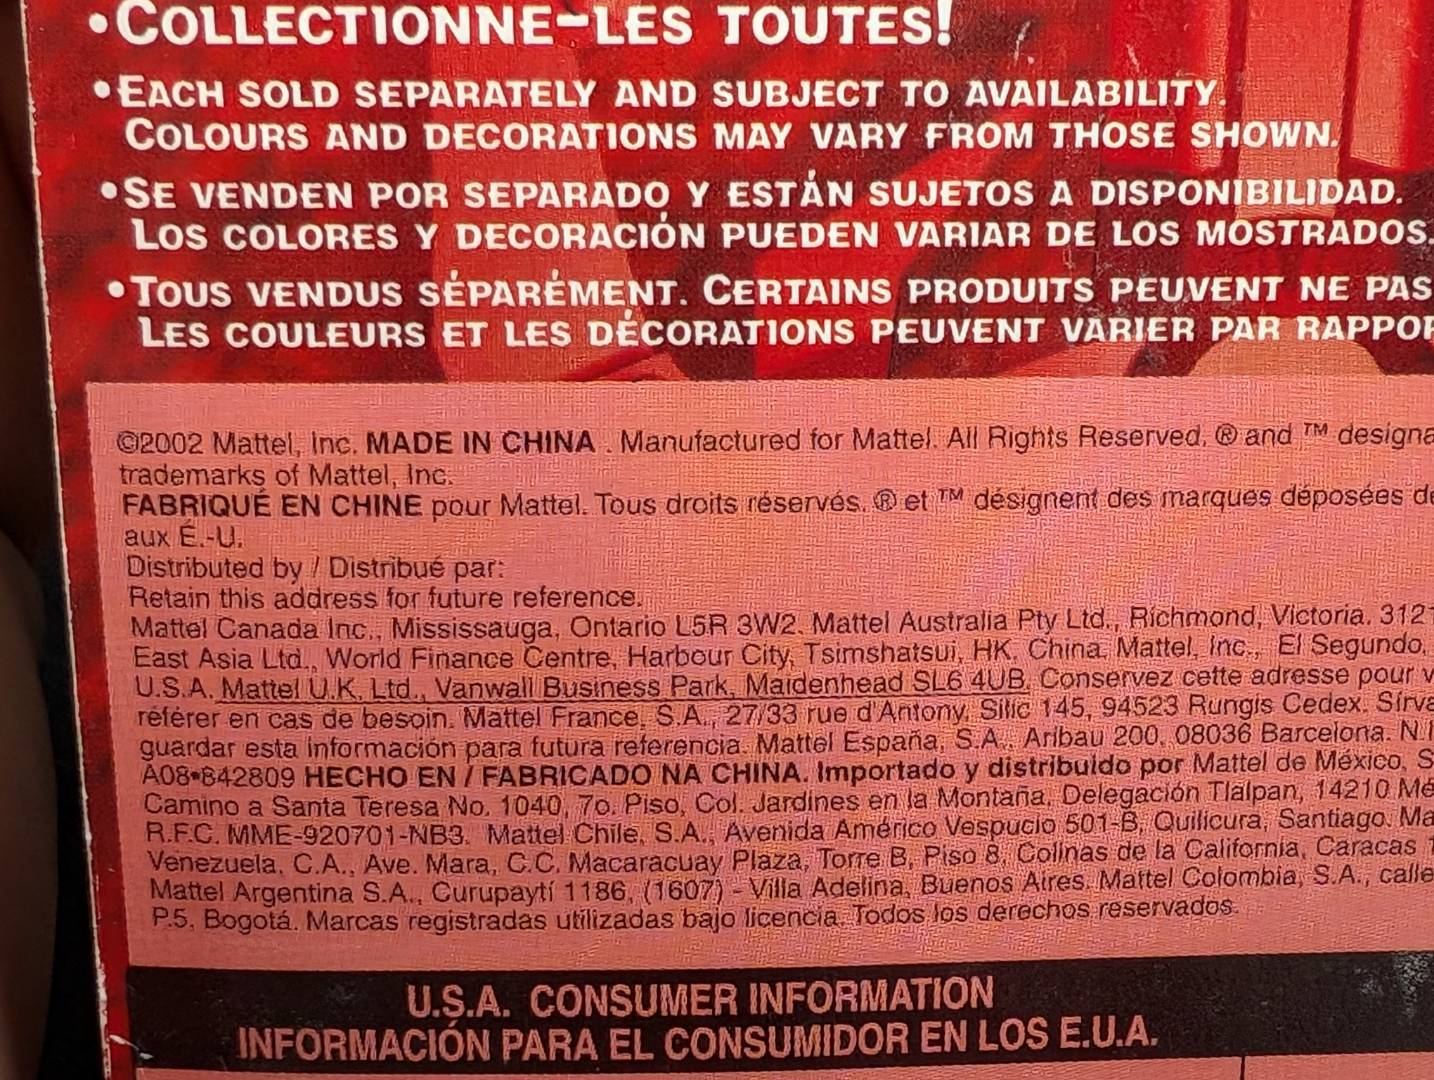 •COLLECTIONNE-LES TOUTES!
•EACH SOLD SEPARATELY AND SUBJECT TO AVAILABILITY.
COLOURS AND DECORATIONS MAY VARY FROM THOSE SHOWN.
•SE VENDEN POR SEPARADO Y ESTÁN SUJETOS A DISPONIBILIDAD.
LOS COLORES Y DECORACIÓN PUEDEN VARIAR DE LOS MOSTRADOS.
•TOUS VENDUS SÉPARÉMENT. CERTAINS PRODUITS PEUVENT NE PAS
LES COULEURS ET LES DÉCORATIONS PEUVENT VARIER PAR
©2002 Mattel, Inc. MADE IN CHINA . Manufactured for Mattel. All Rights Reserved. ® and ™
trademarks of Mattel, Inc.
FABRIQUÉ EN CHINE pour Mattel. Tous droits réservés. ® et ™ désignent des marques déposées
aux É.-U.
Distributed by / Distribué par:
Retain this address for future reference.
Mattel Canada Inc., Mississauga, Ontario L5R 3W2. Mattel Australia Pty Ltd., Richmond, Victoria. 3121
East Asia Ltd., World Finance Centre, Harbour City, Tsimshatsui, HK, China. Mattel, Inc., El Segundo,
U.S.A. Mattel U.K. Ltd., Vanwall Business Park, Maidenhead SL6 4UB. Conservez cette adresse pour
référer en cas de besoin. Mattel France, S.A., 27/33 rue d'Antony, Silic 145, 94523 Rungis Cedex.
guardar esta información para futura referencia. Mattel España, S.A., Aribau 200. 08036 Barcelona.
A08-842809 HECHO EN / FABRICADO NA CHINA. Importado y distribuido por Mattel de México,
Camino a Santa Teresa No. 1040, 7o. Piso, Col. Jardines en la Montaña, Delegación Tlalpan, 14210
R.F.C. MME-920701-NB3. Mattel Chile, S.A., Avenida Américo Vespucio 501-B, Quilicura, Santiago.
Venezuela, C.A., Ave. Mara, C.C. Macaracuay Plaza, Torre B, Piso 8, Colinas de la California, Caracas
Mattel Argentina S.A., Curupaytí 1186, (1607) - Villa Adelina, Buenos Aires. Mattel Colombia, S.A., calle
P.5, Bogotá. Marcas registradas utilizadas bajo licencia. Todos los derechos reservados.
U.S.A. CONSUMER INFORMATION
INFORMACIÓN PARA EL CONSUMIDOR EN LOS E.U.A.